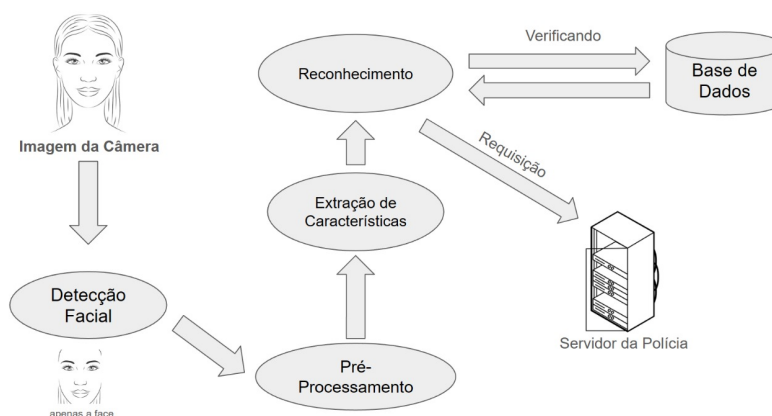 Imagem da Câmera
Detecção
Facial
apenas a face
Pré-
Processamento
Extração de
Características
Reconhecimento
Verificando
Base de
Dados
Requisição
Servidor da Polícia